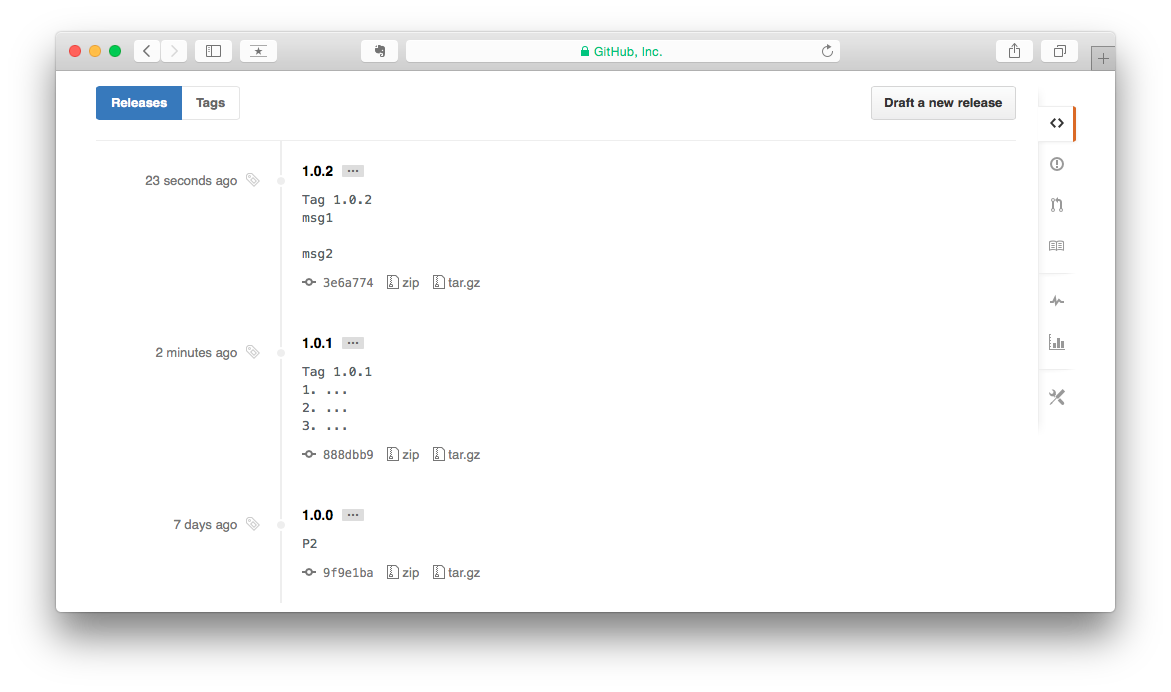 GitHub, Inc.
Releases Tags Draft a new release
23 seconds ago 1.0.2 ...
Tag 1.0.2
msg1
msg2
3e6a774 zip tar.gz
2 minutes ago 1.0.1 ...
Tag 1.0.1
1. ...
2. ...
3. ...
888dbb9 zip tar.gz
7 days ago 1.0.0 ...
P2
9f9e1ba zip tar.gz